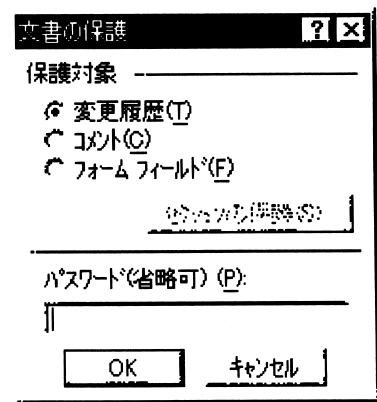 文書の保護
保護対象
変更履歴(T)
コメント(C)
フォーム フィールド(F)
パスワード(省略可) (P):
OK キャンセル